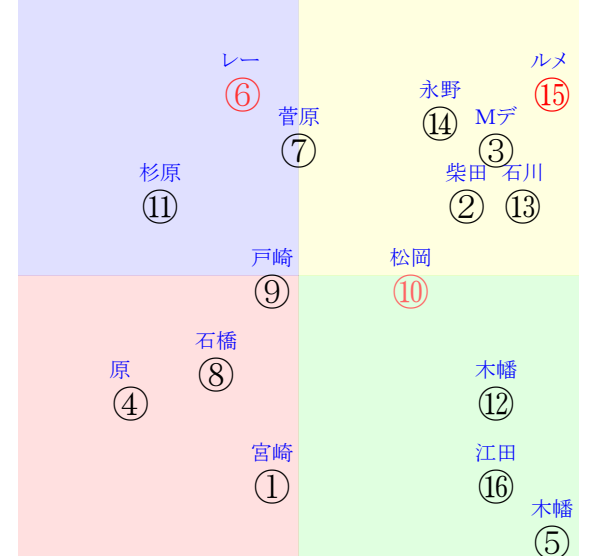 レー
⑥
ルメ
⑮
永野
⑭
菅原
⑦
Mデ
③
杉原
⑪
柴田
②
石川
⑬
戸崎
⑨
松岡
⑩
石橋
⑧
原
④
木幡
⑫
宮崎
①
江田
⑯
木幡
⑤